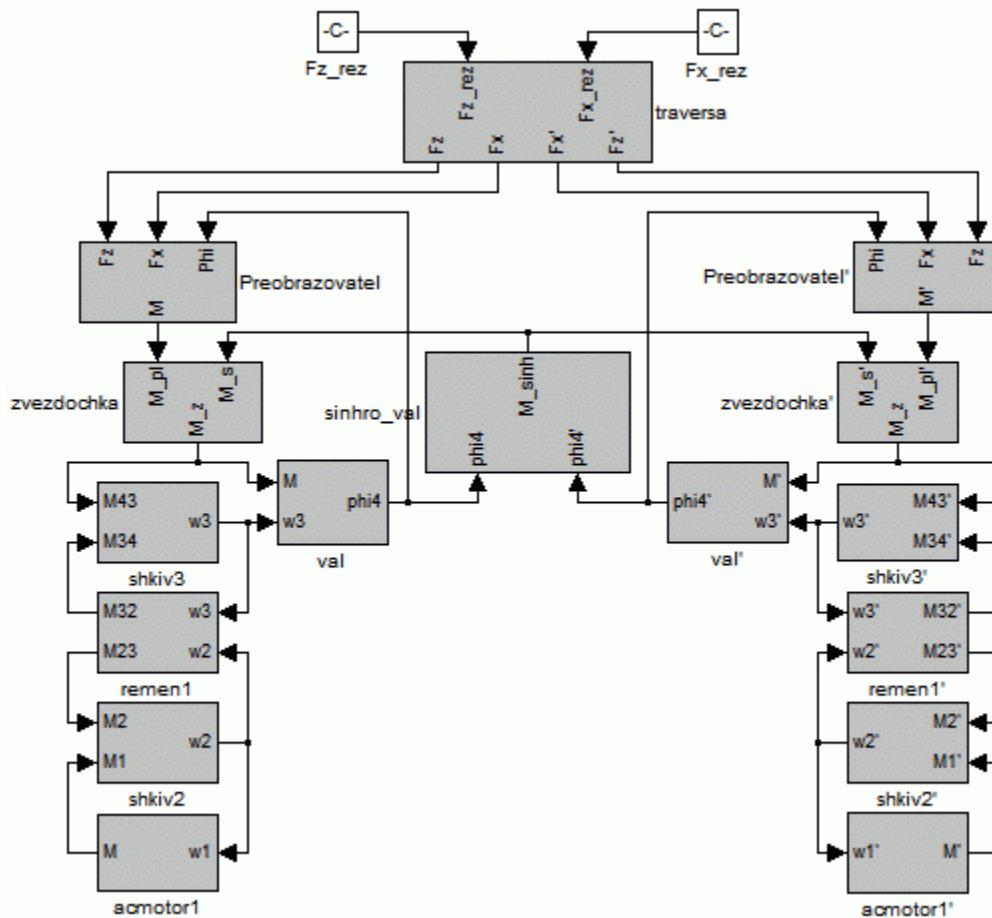 -C-
-C-
Fz_rez
Fx_rez
Fz_rez
Fx_rez
traversa
Fz
Fx
Fx'
Fz'
Fz
Fx
Phi
Phi
Fx
Fz
Preobrazovatel
Preobrazovatel'
M
M'
M_pl
M_s
M_sinh
M_s'
M_pl'
zvezdochka
sinhro_val
zvezdochka'
M_z
M_z
phi4
phi4'
M
w3
phi4
val
phi4'
M'
w3'
val'
M43
M34
w3
shkiv3
w3'
M43'
M34'
shkiv3'
M32
M23
w3
w2
remen1
w3'
w2'
M32'
M23'
remen1'
M2
M1
w2
shkiv2
w2'
M2'
M1'
shkiv2'
M
w1
acmotor1
w1'
M'
acmotor1'